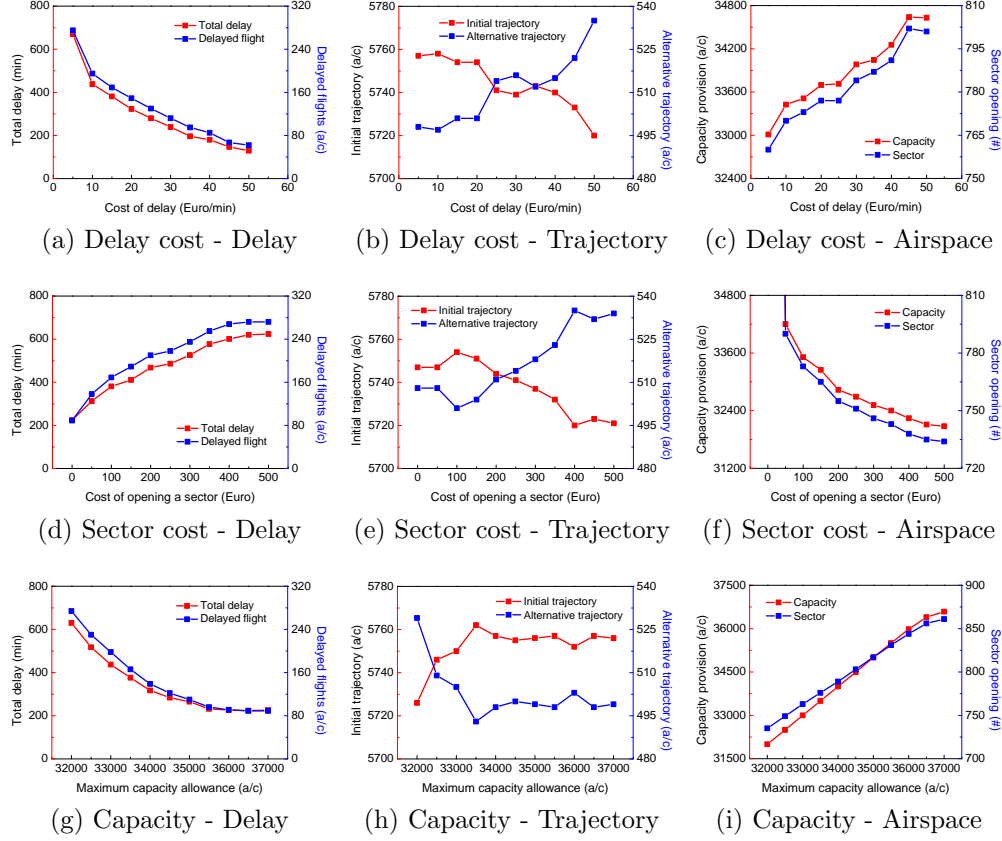 800
600
400
200
0
Total delay (min)
Total delay
Delayed flight
320
240
160
80
0
Delayed flights (a/c)
0 10 20 30 40 50 60
Cost of delay (Euro/min)
(a) Delay cost - Delay
5780
5760
5740
5720
5700
Initial trajectory (a/c)
Initial trajectory
Alternative trajectory
540
525
510
495
480
Alternative trajectory (a/c)
0 10 20 30 40 50 60
Cost of delay (Euro/min)
(b) Delay cost - Trajectory
34800
34200
33600
33000
32400
Capacity provision (a/c)
Capacity
Sector
810
795
780
765
750
Sector opening (#)
0 10 20 30 40 50 60
Cost of delay (Euro/min)
(c) Delay cost - Airspace
800
600
400
200
0
Total delay (min)
Total delay
Delayed flight
320
240
160
80
0
Delayed flights (a/c)
0 100 200 300 400 500
Cost of opening a sector (Euro)
(d) Sector cost - Delay
5780
5760
5740
5720
5700
Initial trajectory (a/c)
Initial trajectory
Alternative trajectory
540
525
510
495
480
Alternative trajectory (a/c)
0 100 200 300 400 500
Cost of opening a sector (Euro)
(e) Sector cost - Trajectory
34800
33600
32400
31200
Capacity provision (a/c)
Capacity
Sector
810
780
750
720
Sector opening (#)
0 100 200 300 400 500
Cost of opening a sector (Euro)
(f) Sector cost - Airspace
800
600
400
200
0
Total delay (min)
Total delay
Delayed flight
320
240
160
80
0
Delayed flights (a/c)
32000 33000 34000 35000 36000 37000
Maximum capacity allowance (a/c)
(g) Capacity - Delay
5780
5760
5740
5720
5700
Initial trajectory (a/c)
Initial trajectory
Alternative trajectory
540
525
510
495
480
Alternative trajectory (a/c)
32000 33000 34000 35000 36000 37000
Maximum capacity allowance (a/c)
(h) Capacity - Trajectory
37500
36000
34500
33000
31500
Capacity provision (a/c)
Capacity
Sector
900
850
800
750
700
Sector opening (#)
32000 33000 34000 35000 36000 37000
Maximum capacity allowance (a/c)
(i) Capacity - Airspace